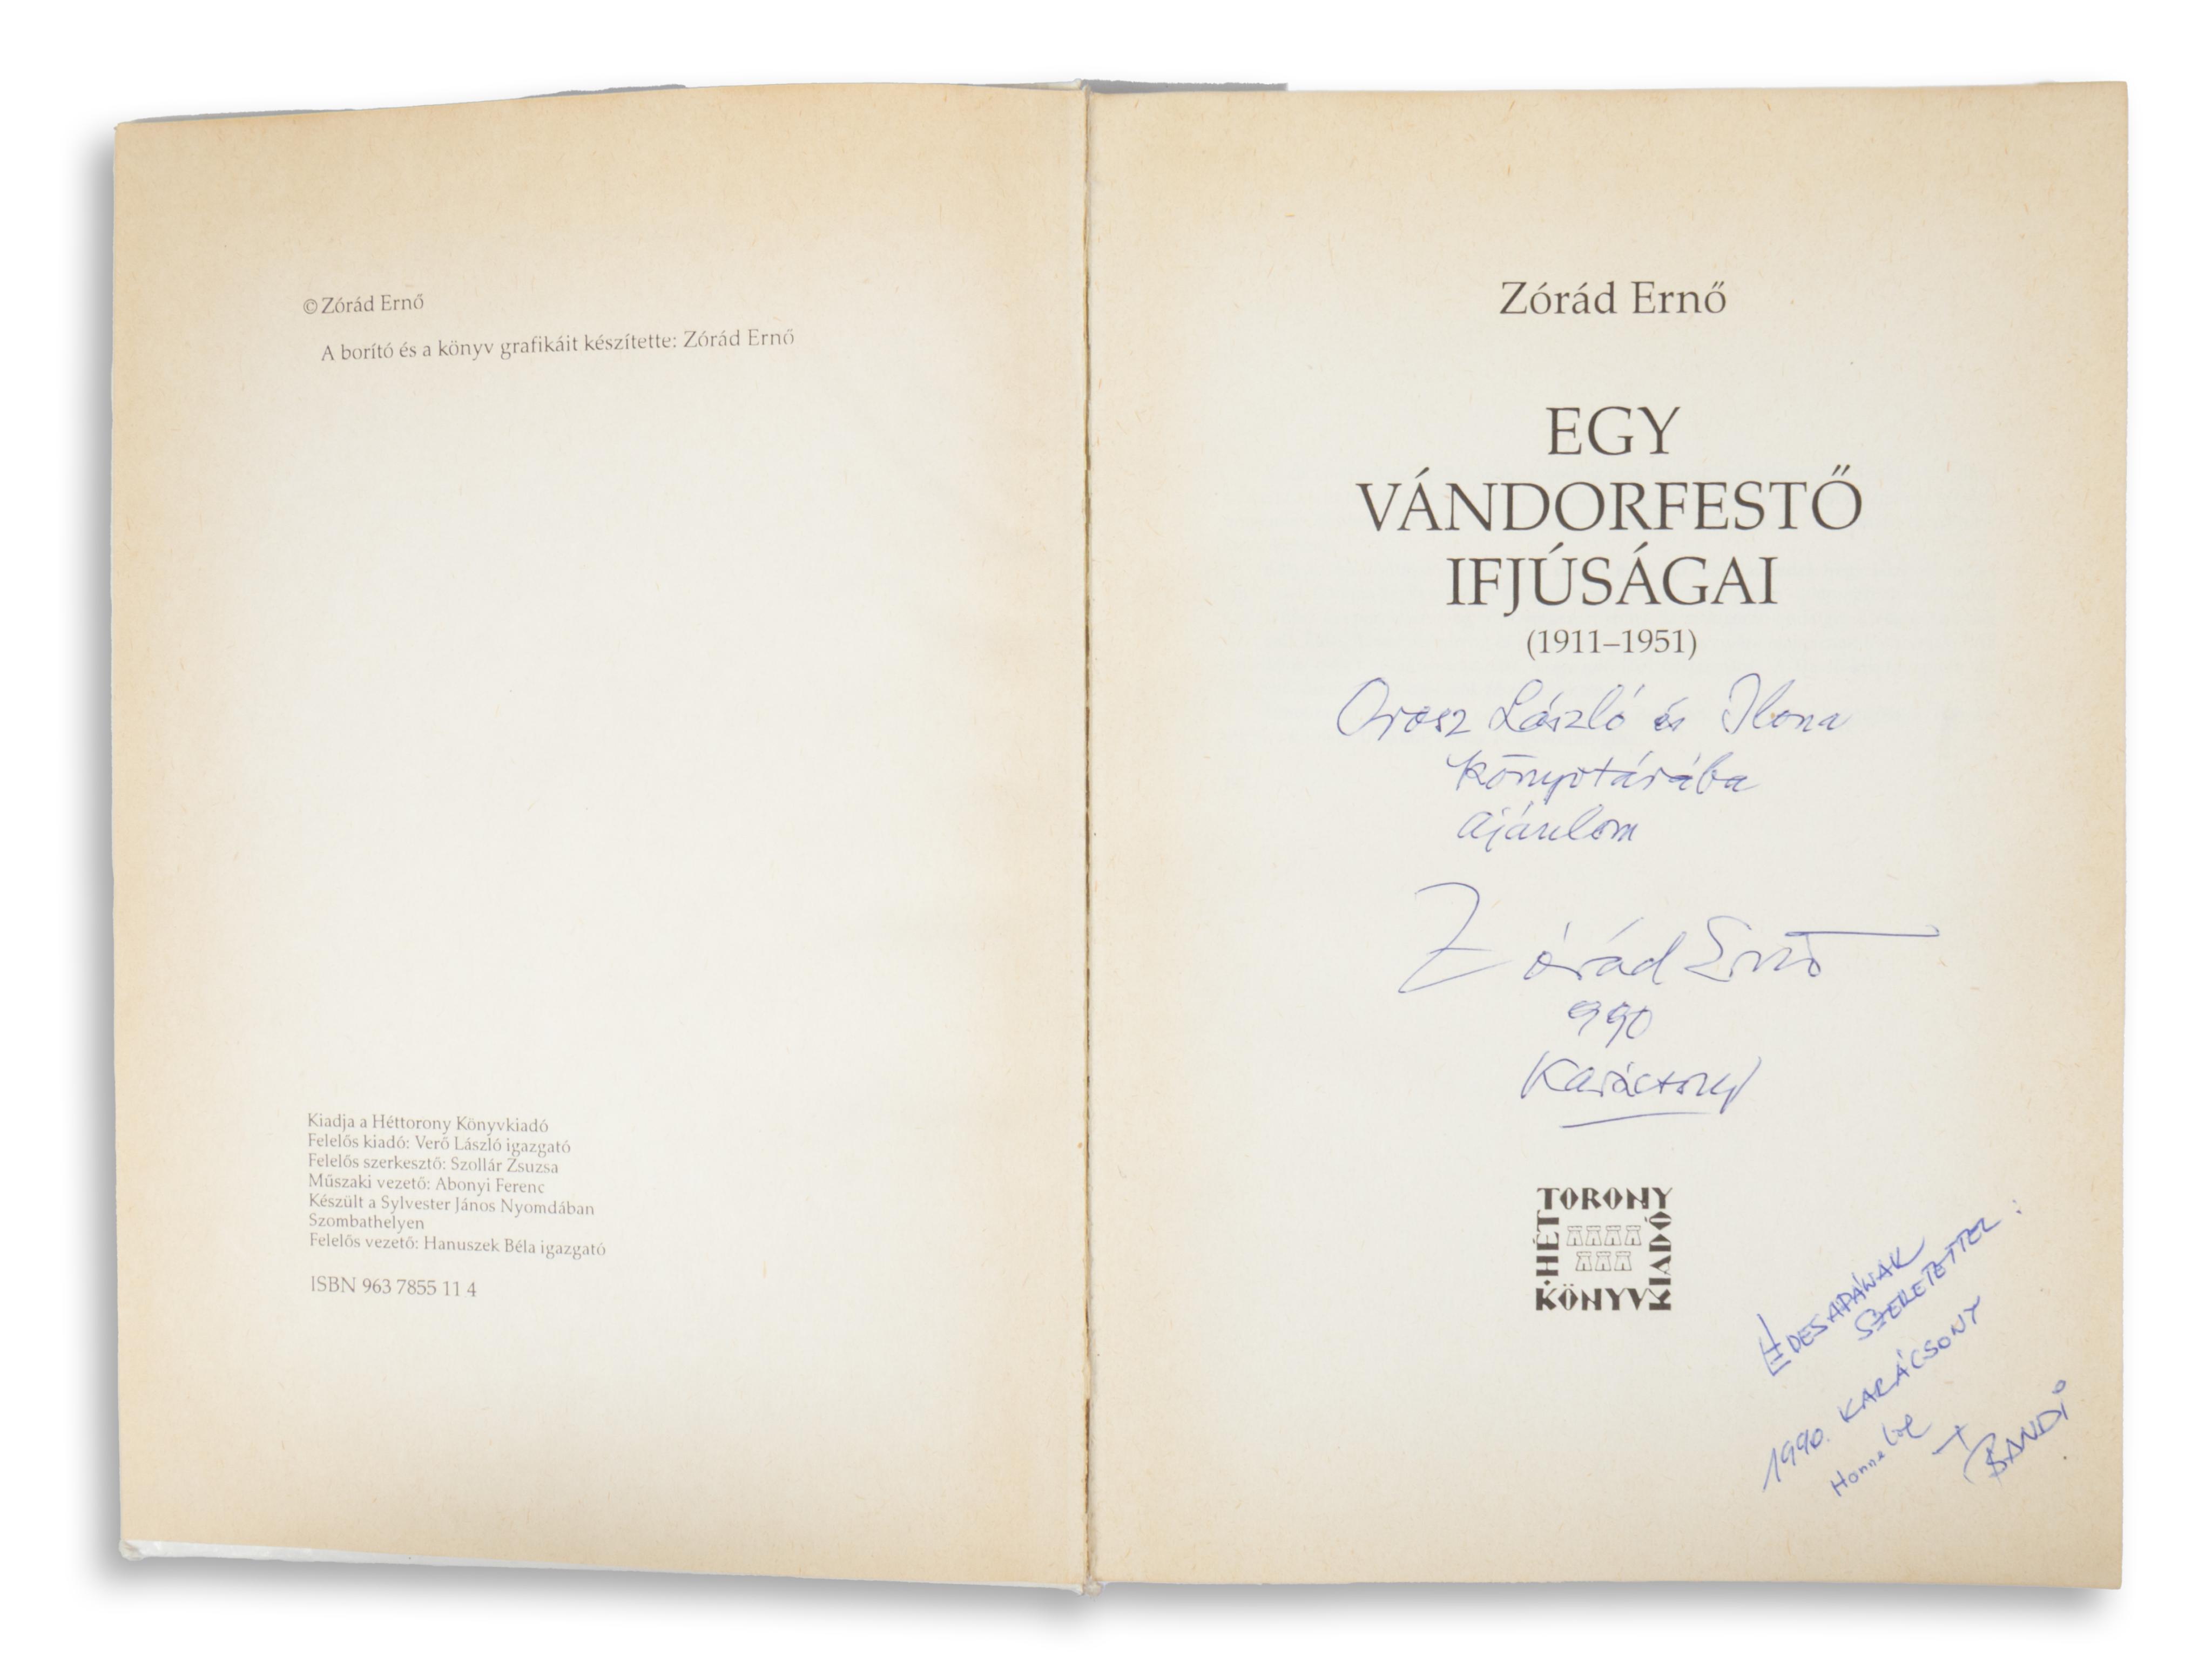 © Zórád Ernő
A borító és a könyv grafikáit készítette: Zórád Ernő
Kiadja a Héttorony Könyvkiadó
Felelős kiadó: Verő László igazgató
Felelős szerkesztő: Szollár Zsuzsa
Műszaki vezető: Abonyi Ferenc
Készült a Sylvester János Nyomdában
Szombathelyen
Felelős vezető: Hanuszek Béla igazgató
ISBN 963 7855 11 4
Zórád Ernő
EGY
VÁNDORFESTŐ
IFJÚSÁGAI
(1911–1951)
Orosz László és Ilona
könyvtárába
ajánlom
Zórád Ernő
990
Karácsony
HÉT
TORONY
KÖNYV
KIADÓ
ÉDESAPÁNAK
SZERETETTEL :
1990. KARÁCSONY
+ BANDI